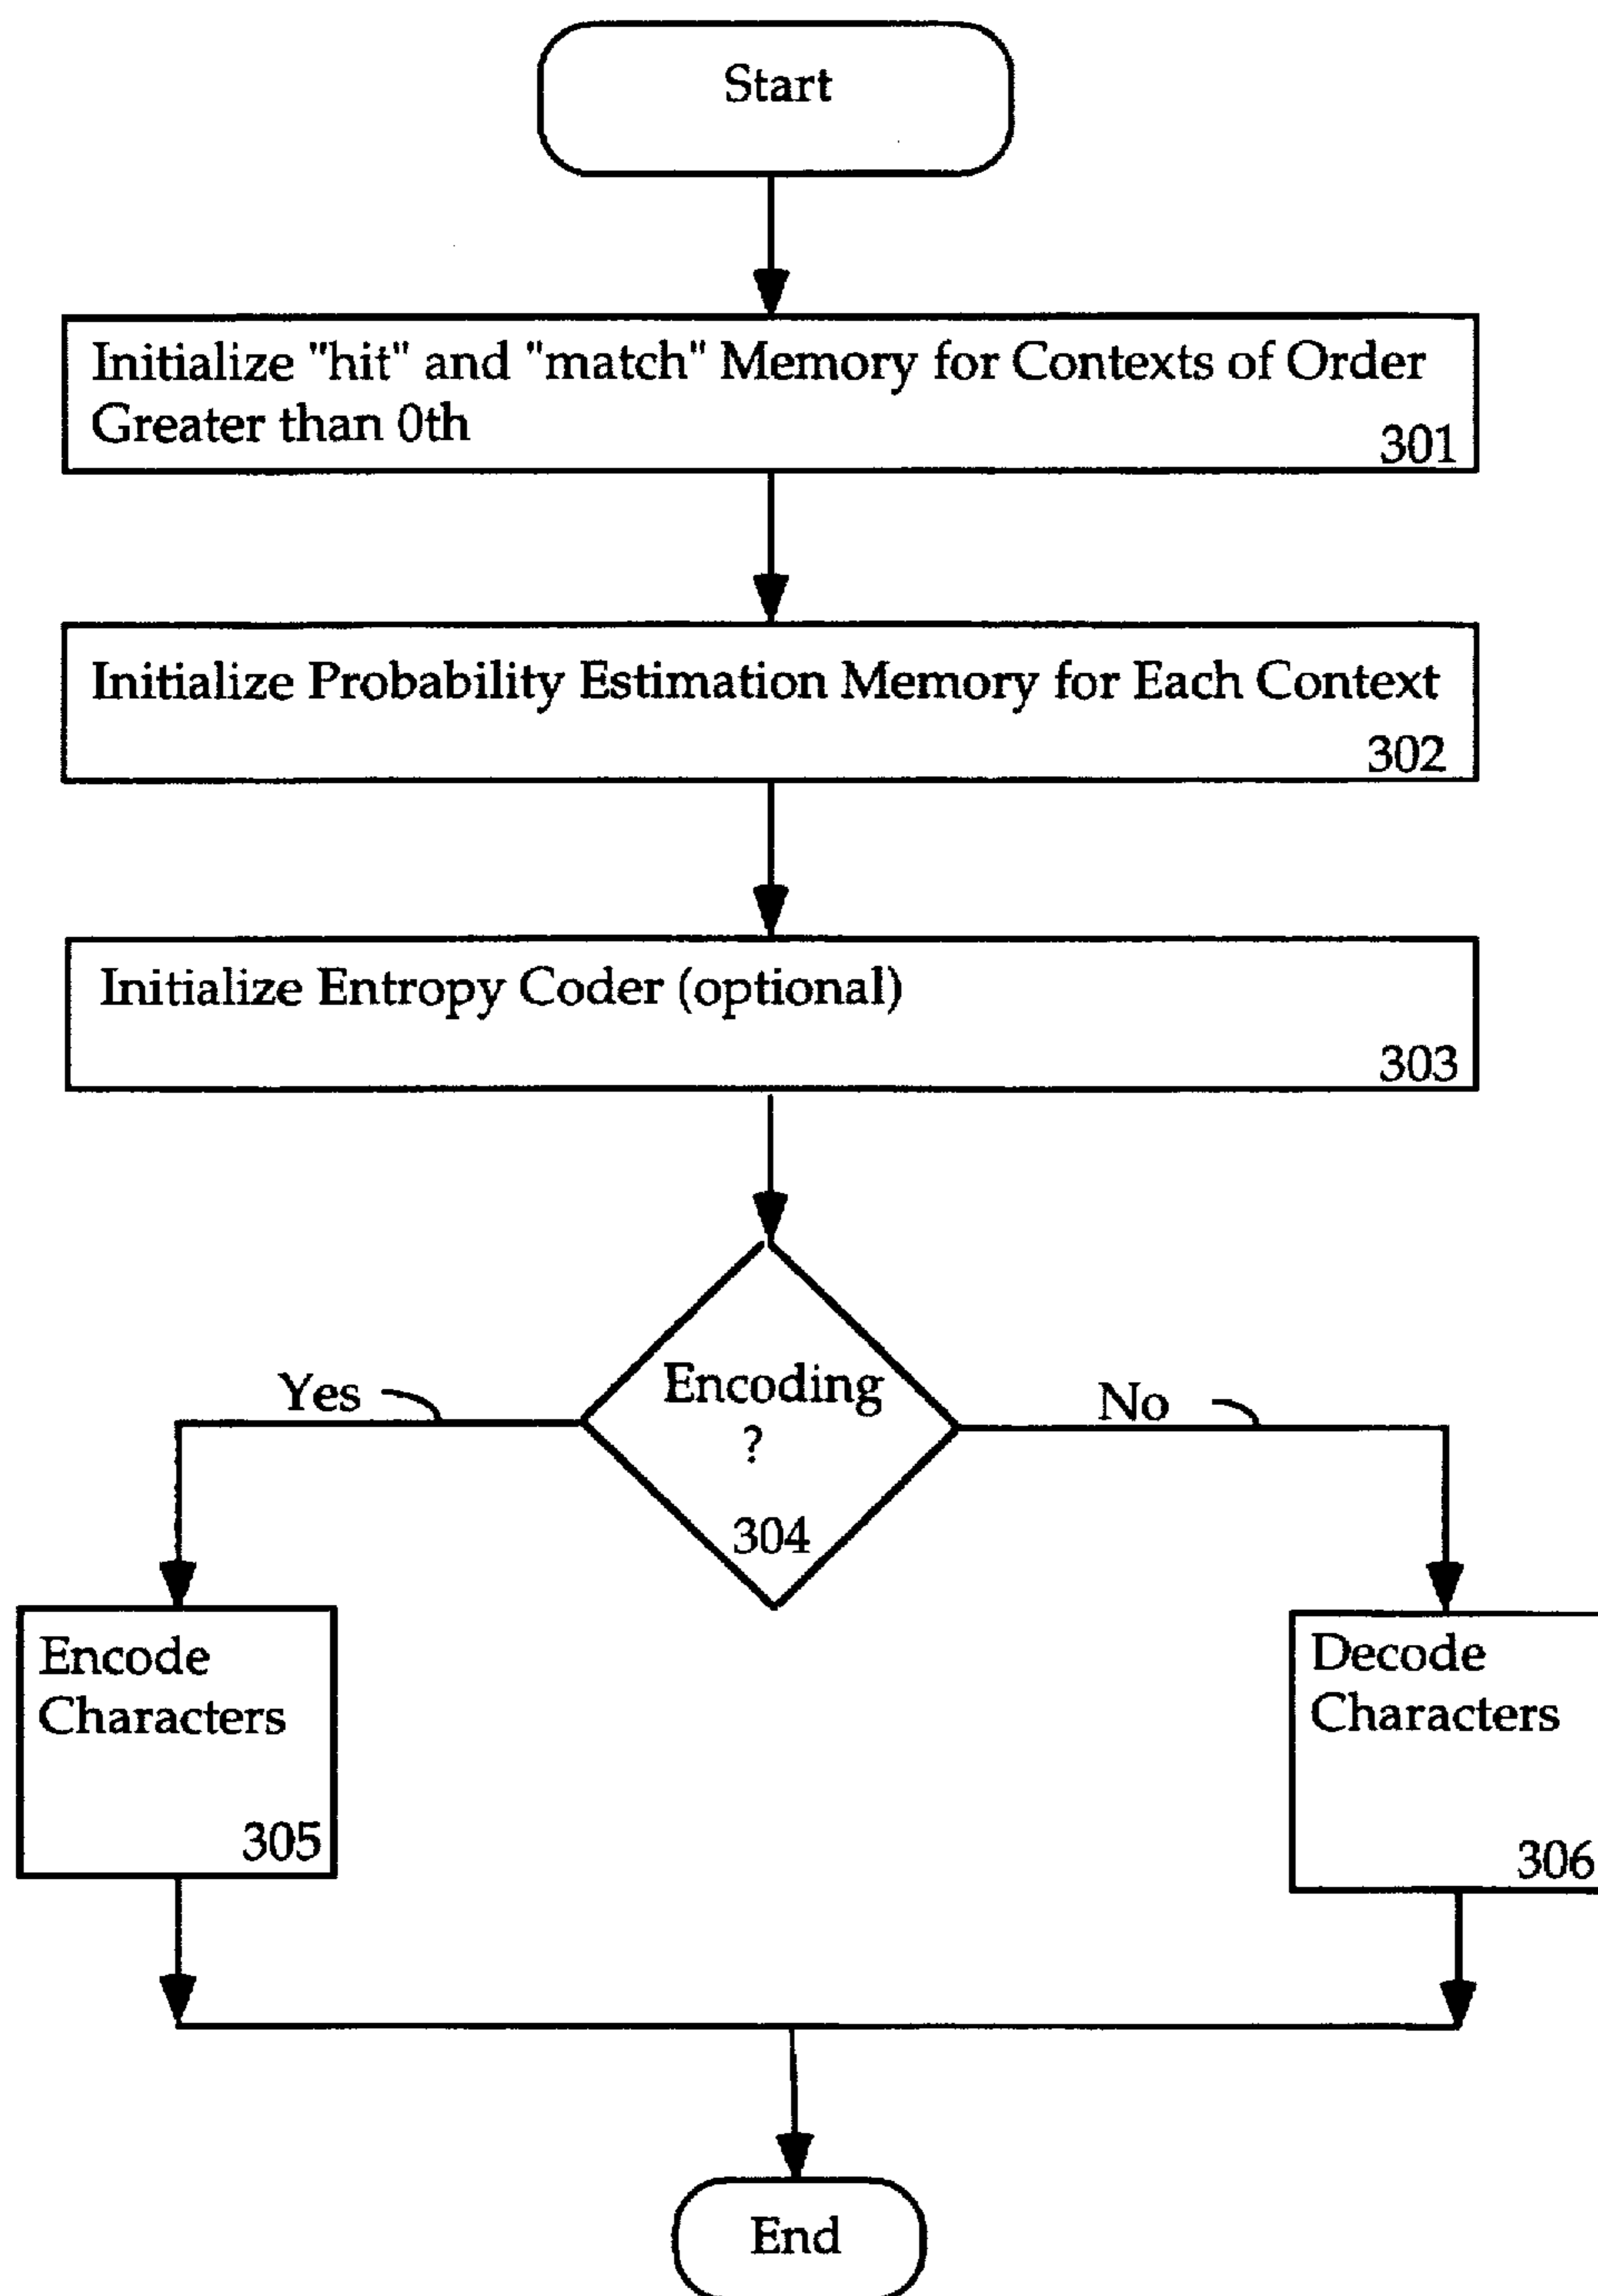 Start
Initialize "hit" and "match" Memory for Contexts of Order
Greater than 0th
301
Initialize Probability Estimation Memory for Each Context
302
Initialize Entropy Coder (optional)
303
Encoding
?
304
Yes
No
Encode
Characters
305
Decode
Characters
306
End